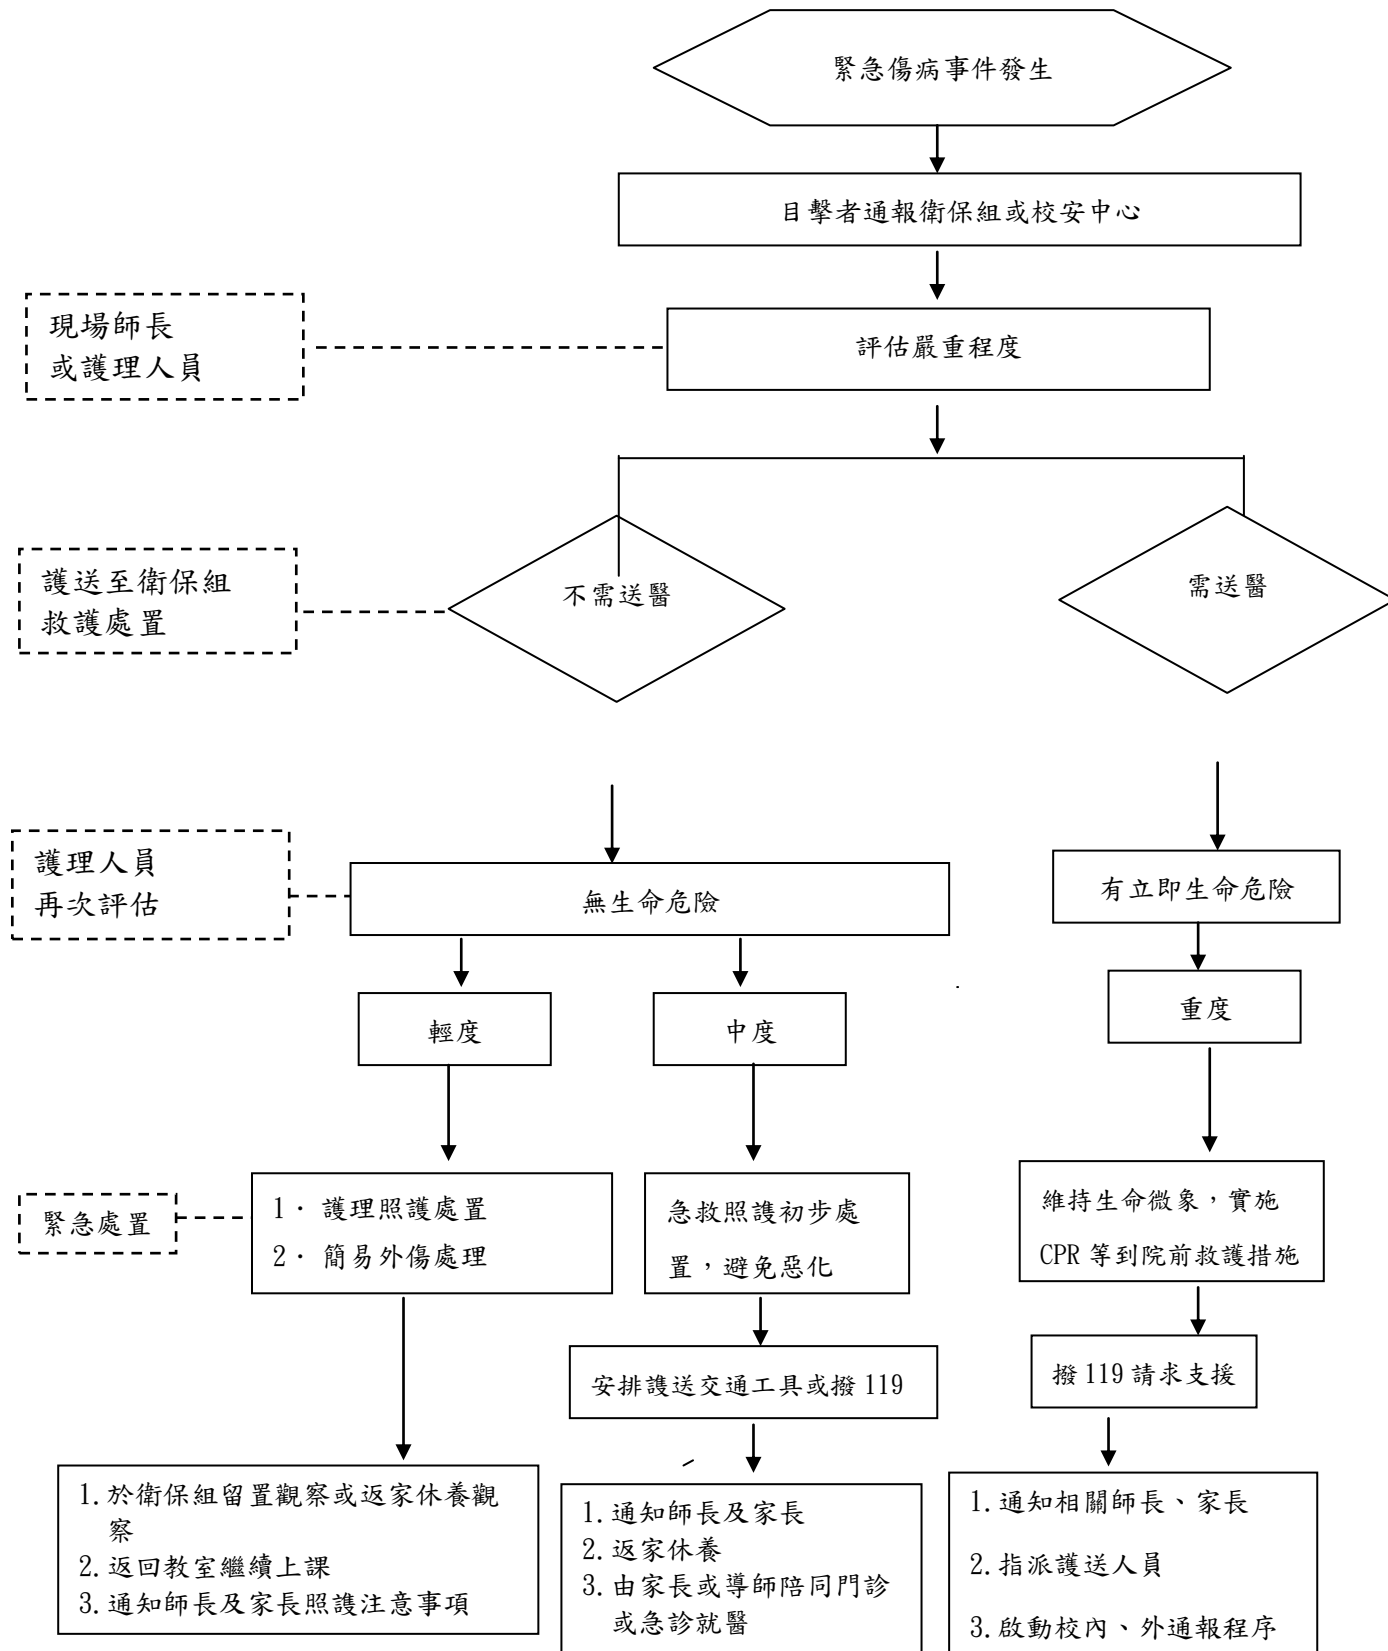 緊急傷病事件發生
目擊者通報衛保組或校安中心
現場師長
或護理人員
評估嚴重程度
護送至衛保組
救護處置
不需送醫
需送醫
護理人員
再次評估
無生命危險
有立即生命危險
輕度
中度
重度
緊急處置
1. 護理照護處置
2. 簡易外傷處理
急救照護初步處
置，避免惡化
維持生命徵象，實施
CPR 等到院前救護措施
安排護送交通工具或撥 119
撥 119 請求支援
1.於衛保組留置觀察或返家休養觀
察
2.返回教室繼續上課
3.通知師長及家長照護注意事項
1.通知師長及家長
2.返家休養
3.由家長或導師陪同門診
或急診就醫
1.通知相關師長、家長
2.指派護送人員
3.啟動校內、外通報程序